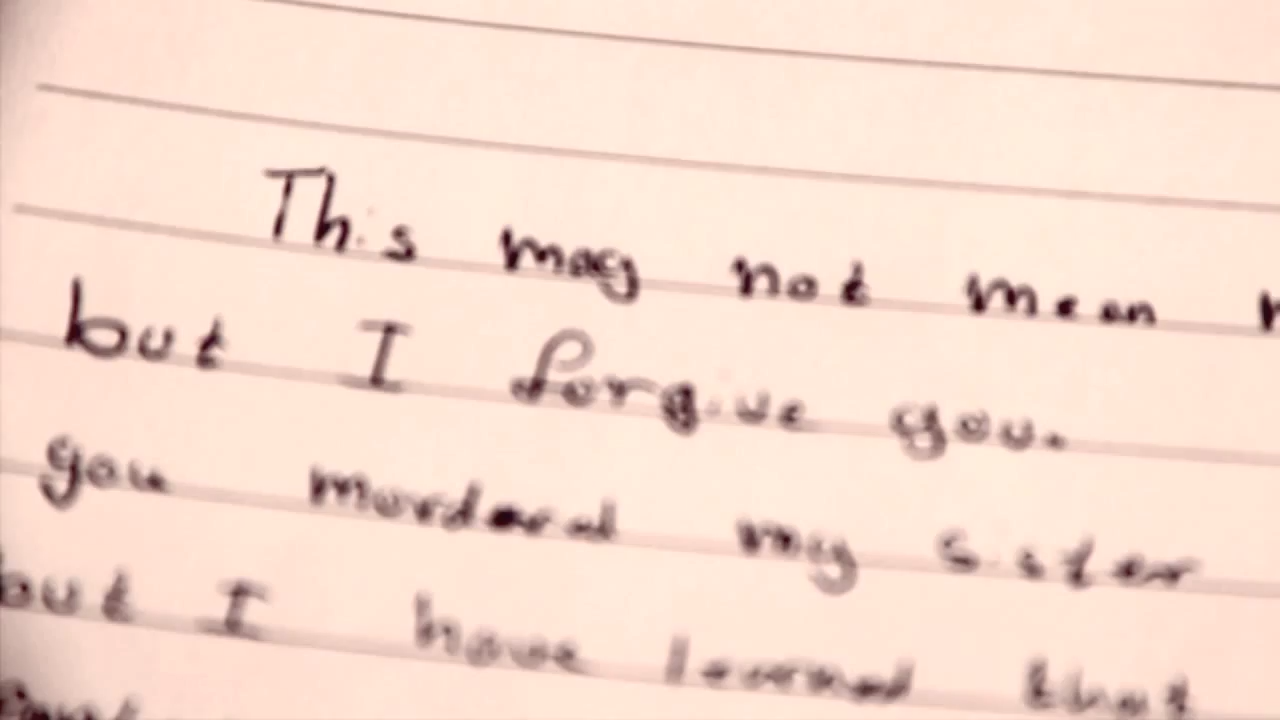 This may not mean
but I forgive you.
you murdered my sister
but I have learned that